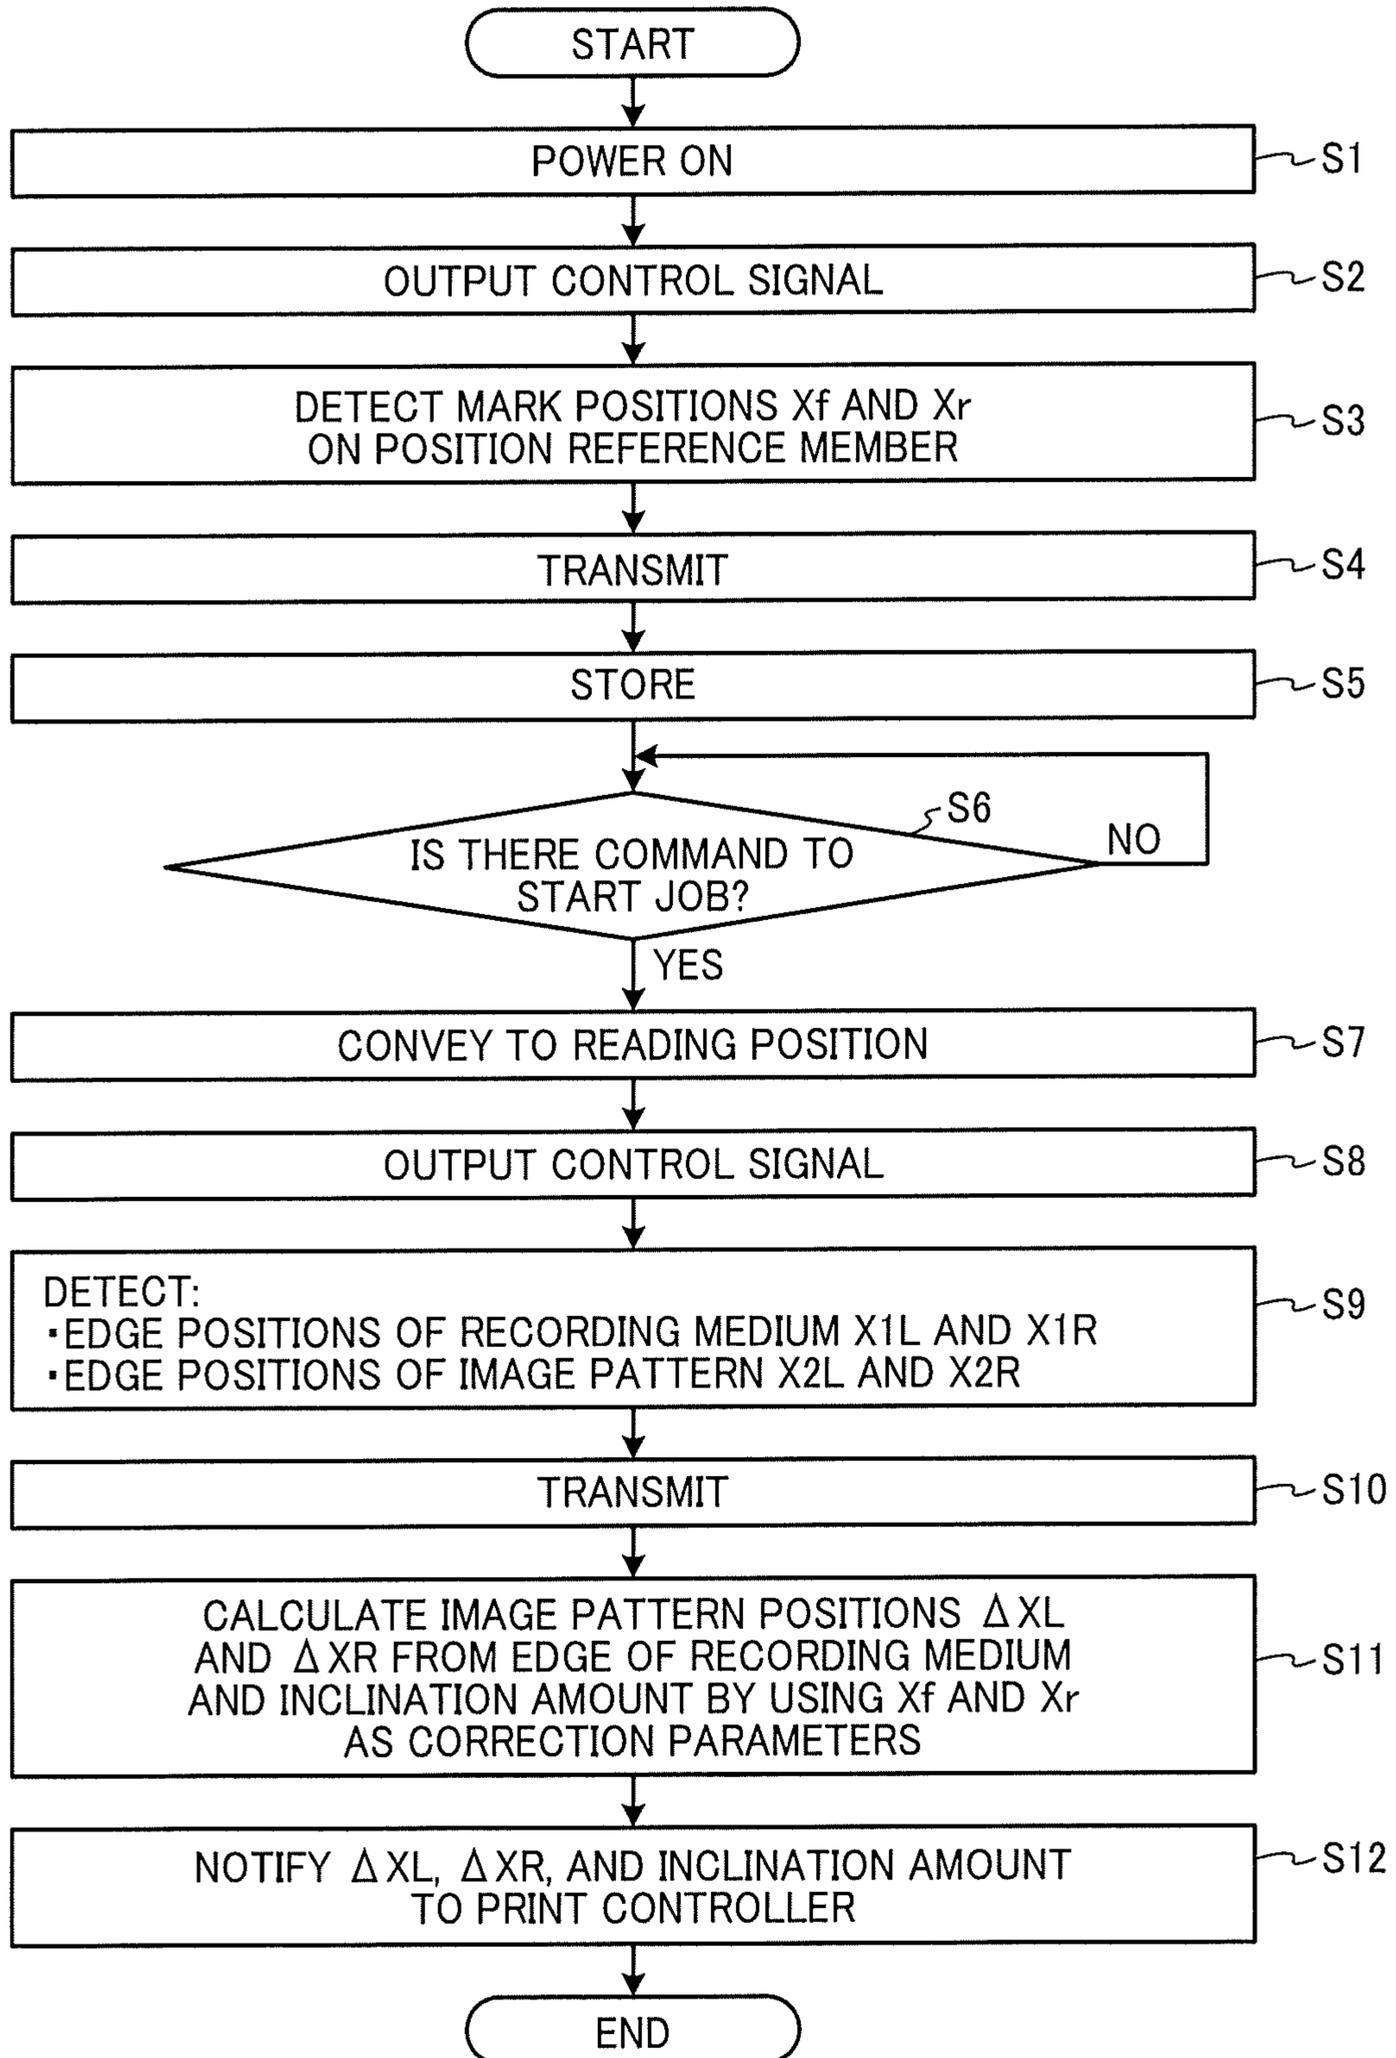 START
POWER ON
S1
OUTPUT CONTROL SIGNAL
S2
DETECT MARK POSITIONS Xf AND Xr
ON POSITION REFERENCE MEMBER
S3
TRANSMIT
S4
STORE
S5
S6
IS THERE COMMAND TO
START JOB?
NO
YES
CONVEY TO READING POSITION
S7
OUTPUT CONTROL SIGNAL
S8
DETECT:
・EDGE POSITIONS OF RECORDING MEDIUM X1L AND X1R
・EDGE POSITIONS OF IMAGE PATTERN X2L AND X2R
S9
TRANSMIT
S10
CALCULATE IMAGE PATTERN POSITIONS ΔXL
AND ΔXR FROM EDGE OF RECORDING MEDIUM
AND INCLINATION AMOUNT BY USING Xf AND Xr
AS CORRECTION PARAMETERS
S11
NOTIFY ΔXL, ΔXR, AND INCLINATION AMOUNT
TO PRINT CONTROLLER
S12
END